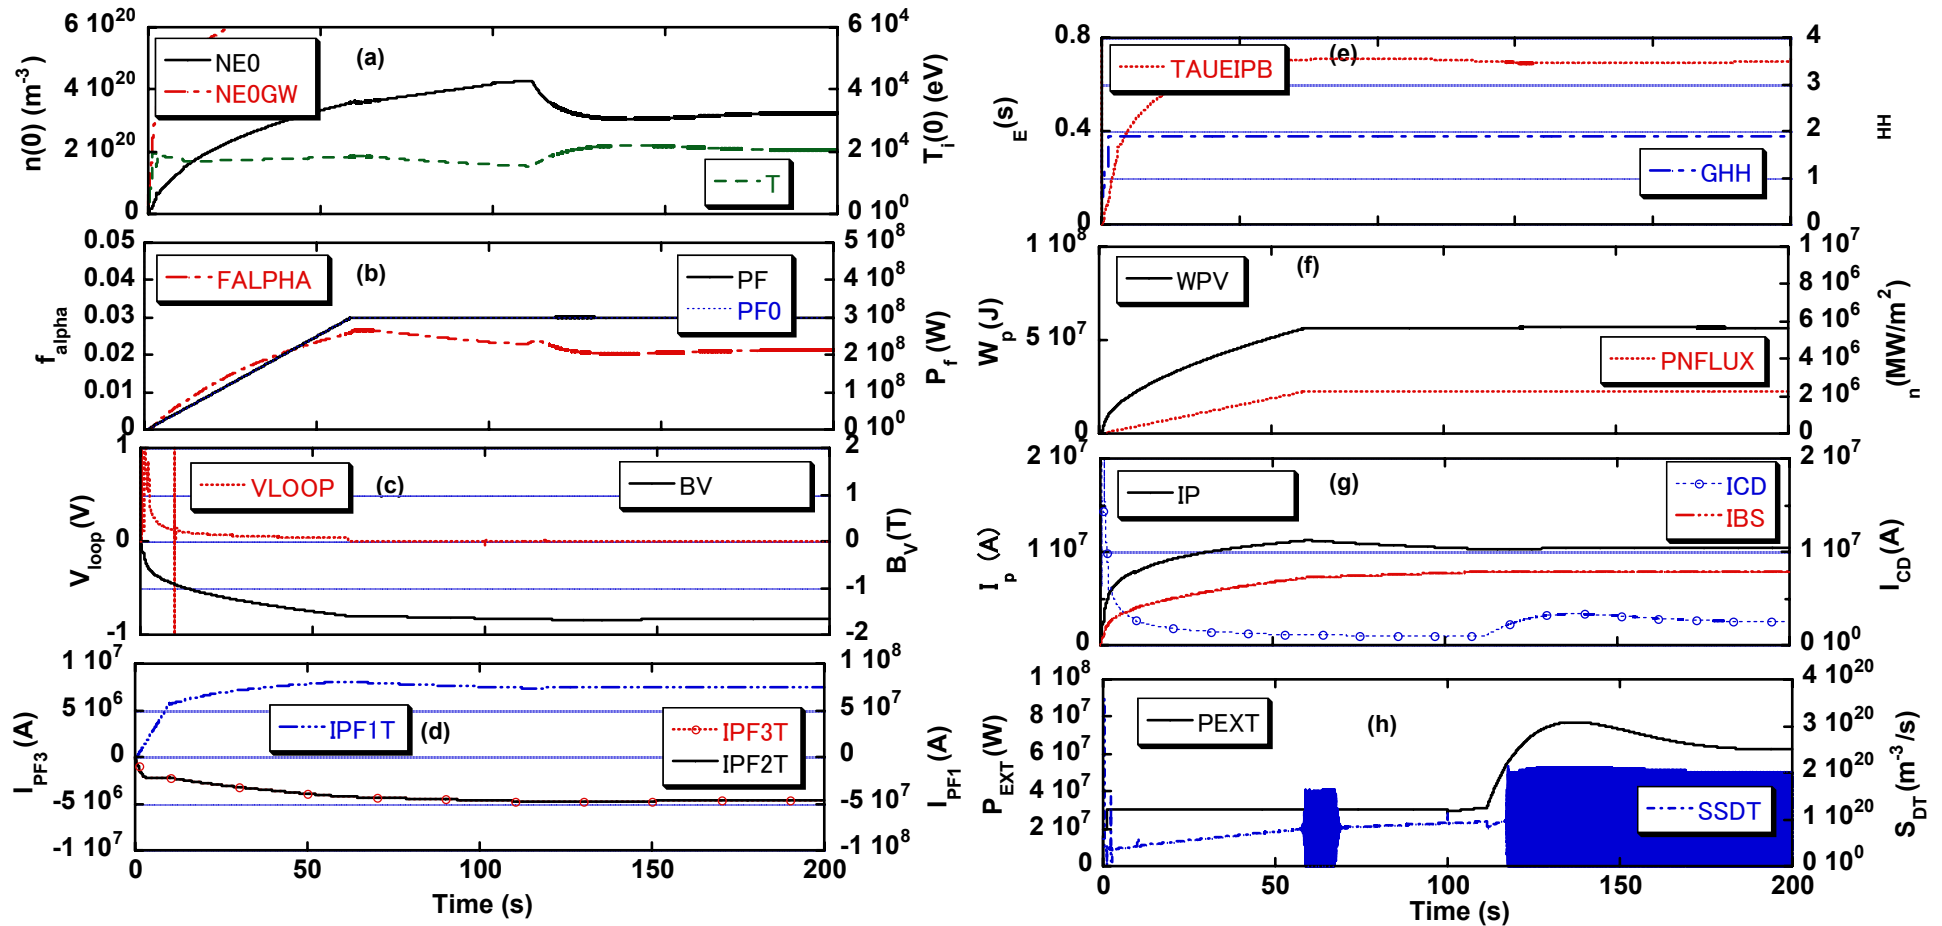 6 10^20
4 10^20
2 10^20
0
n(0) (m^-3)
NE0
NE0GW
(a)
T
6 10^4
4 10^4
2 10^4
0 10^0
T_i(0) (eV)
0.05
0.04
0.03
0.02
0.01
0
f_alpha
FALPHA
(b)
PF
PF0
5 10^8
4 10^8
3 10^8
2 10^8
1 10^8
0 10^0
P_f (W)
1
0
-1
V_loop(V)
VLOOP
(c)
BV
2
1
0
-1
-2
B_V(T)
1 10^7
5 10^6
0
-5 10^6
-1 10^7
I_PF3(A)
IPF1T
(d)
IPF3T
IPF2T
1 10^8
5 10^7
0
-5 10^7
-1 10^8
I_PF1(A)
0
50
100
150
200
Time (s)
0.8
0.4
0
E(s)
TAUEIPB
(e)
GHH
4
3
2
1
0
HH
1 10^8
5 10^7
0
W_p(J)
WPV
(f)
PNFLUX
1 10^7
8 10^6
6 10^6
4 10^6
2 10^6
0
n(MW/m^2)
2 10^7
1 10^7
0
I_p (A)
IP
(g)
ICD
IBS
2 10^7
1 10^7
0 10^0
I_CD(A)
1 10^8
8 10^7
6 10^7
4 10^7
2 10^7
0
P_EXT(W)
PEXT
(h)
SSDT
4 10^20
3 10^20
2 10^20
1 10^20
0 10^0
S_DT(m^-3/s)
0
50
100
150
200
Time (s)